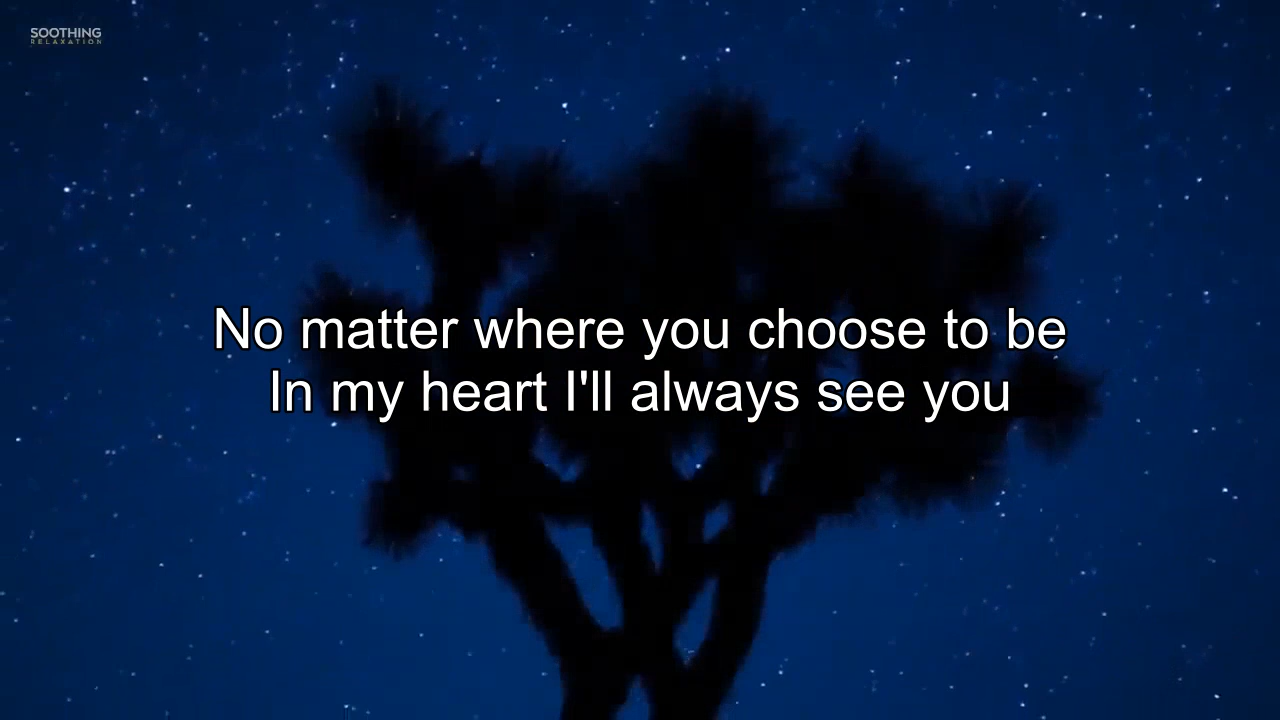 SOOTHING
RELAXATION
No matter where you choose to be
In my heart I'll always see you